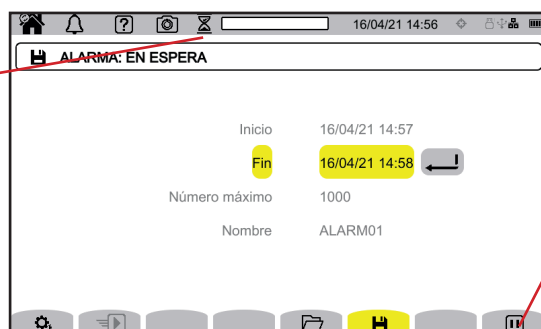 16/04/21 14:56
ALARMA: EN ESPERA
Inicio 16/04/21 14:57
Fin 16/04/21 14:58
Número máximo 1000
Nombre ALARM01